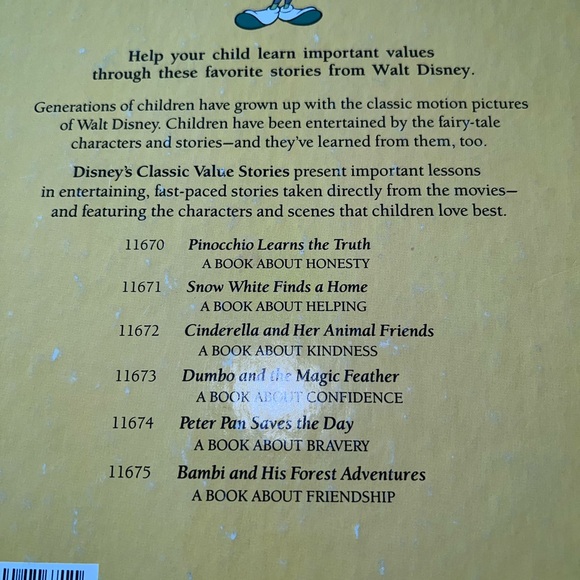 Help your child learn important values
through these favorite stories from Walt Disney.
Generations of children have grown up with the classic motion pictures
of Walt Disney. Children have been entertained by the fairy-tale
characters and stories—and they've learned from them, too.
Disney's Classic Value Stories present important lessons
in entertaining, fast-paced stories taken directly from the movies—
and featuring the characters and scenes that children love best.
11670 Pinocchio Learns the Truth
A BOOK ABOUT HONESTY
11671 Snow White Finds a Home
A BOOK ABOUT HELPING
11672 Cinderella and Her Animal Friends
A BOOK ABOUT KINDNESS
11673 Dumbo and the Magic Feather
A BOOK ABOUT CONFIDENCE
11674 Peter Pan Saves the Day
A BOOK ABOUT BRAVERY
11675 Bambi and His Forest Adventures
A BOOK ABOUT FRIENDSHIP